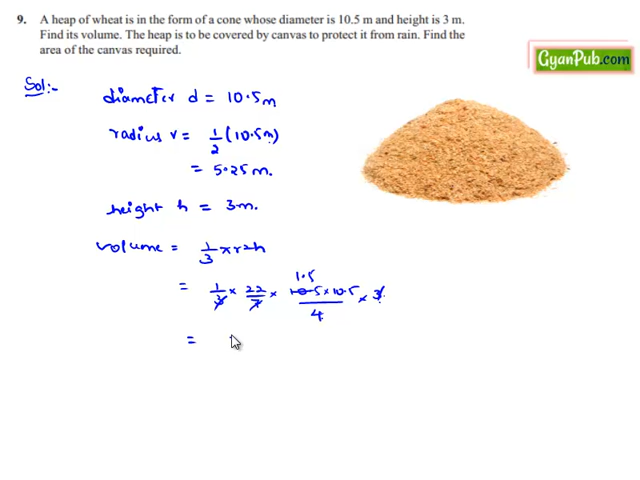 9. A heap of wheat is in the form of a cone whose diameter is 10.5 m and height is 3 m.
Find its volume. The heap is to be covered by canvas to protect it from rain. Find the
area of the canvas required.
GyanPub.com
Sol:-
diameter d = 10.5m
radius r = 1/2 (10.5m)
= 5.25 m.
height h = 3m.
volume = 1/3 πr2h
= 1/3 × 22/7 × 1.5 10.5×10.5/4 × 3
=